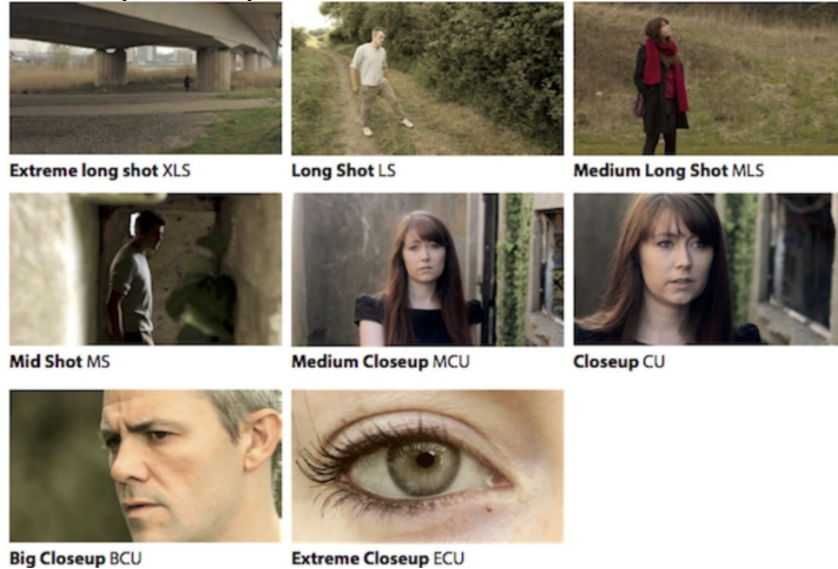 Extreme long shot XLS
Long Shot LS
Medium Long Shot MLS
Mid Shot MS
Medium Closeup MCU
Closeup CU
Big Closeup BCU
Extreme Closeup ECU